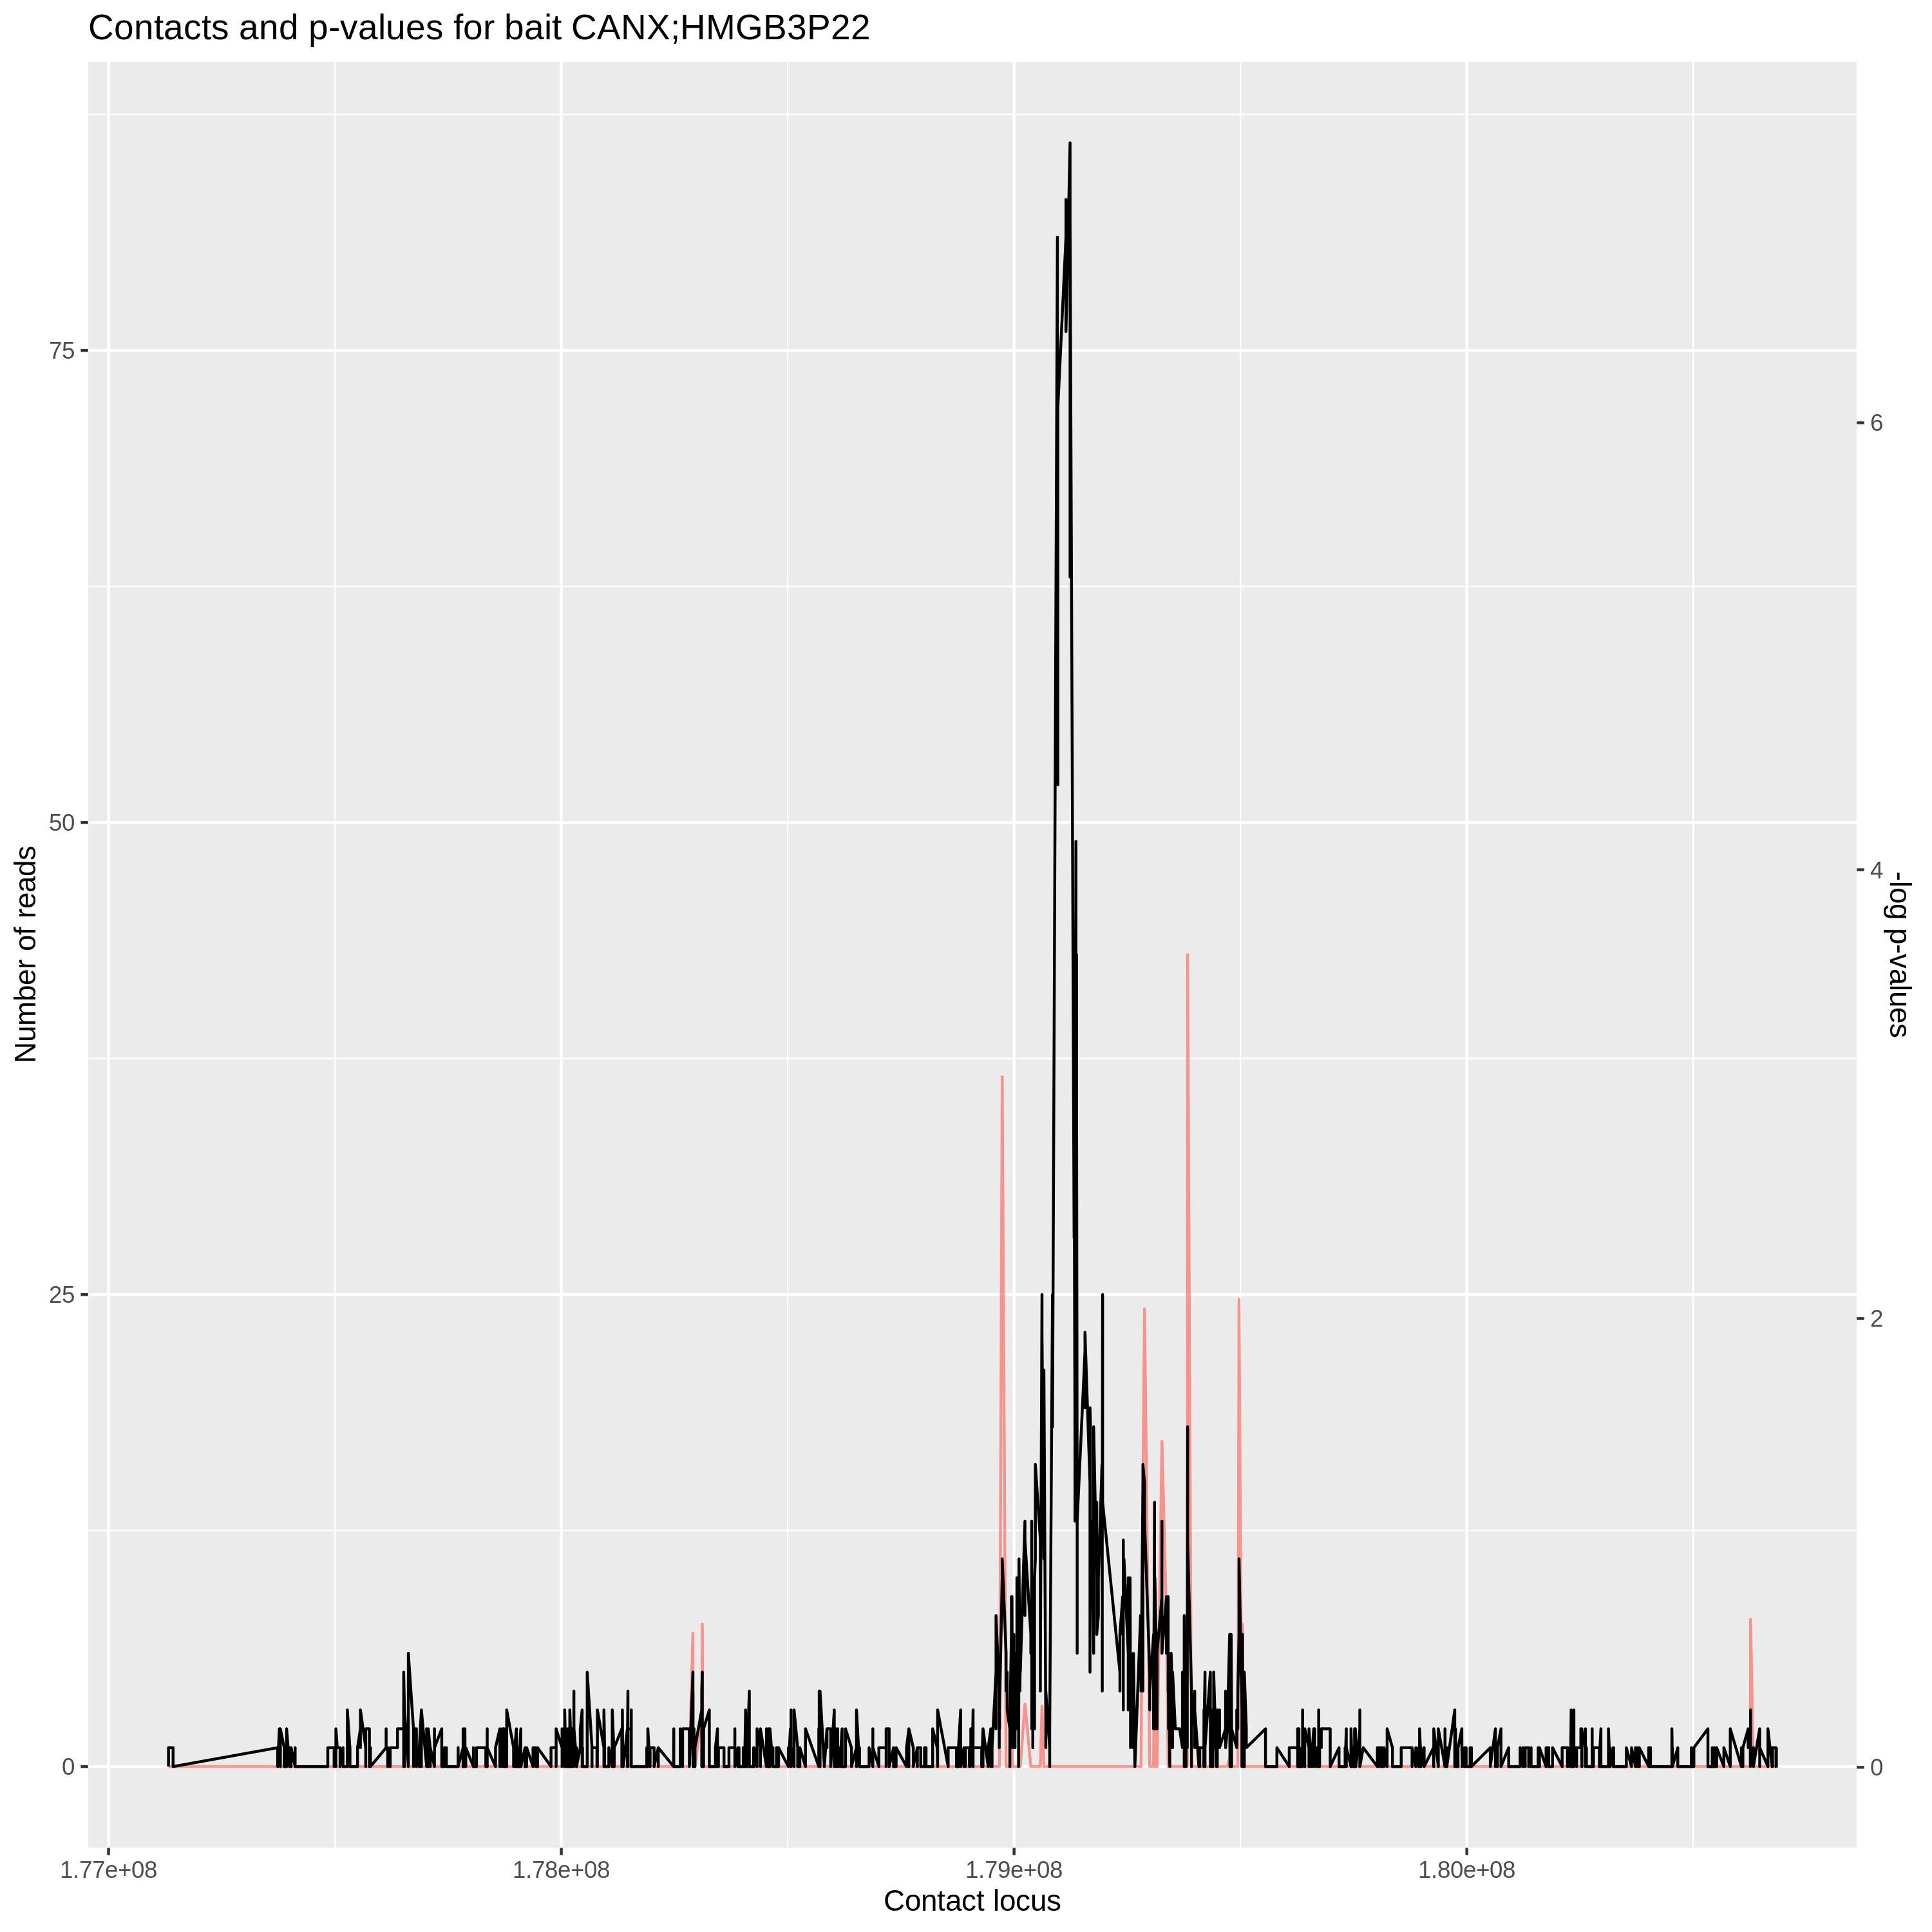 Contacts and p-values for bait CANX;HMGB3P22
75
50
25
0
6
4
2
0
Number of reads
-log p-values
1.77e+08
1.78e+08
1.79e+08
1.80e+08
Contact locus